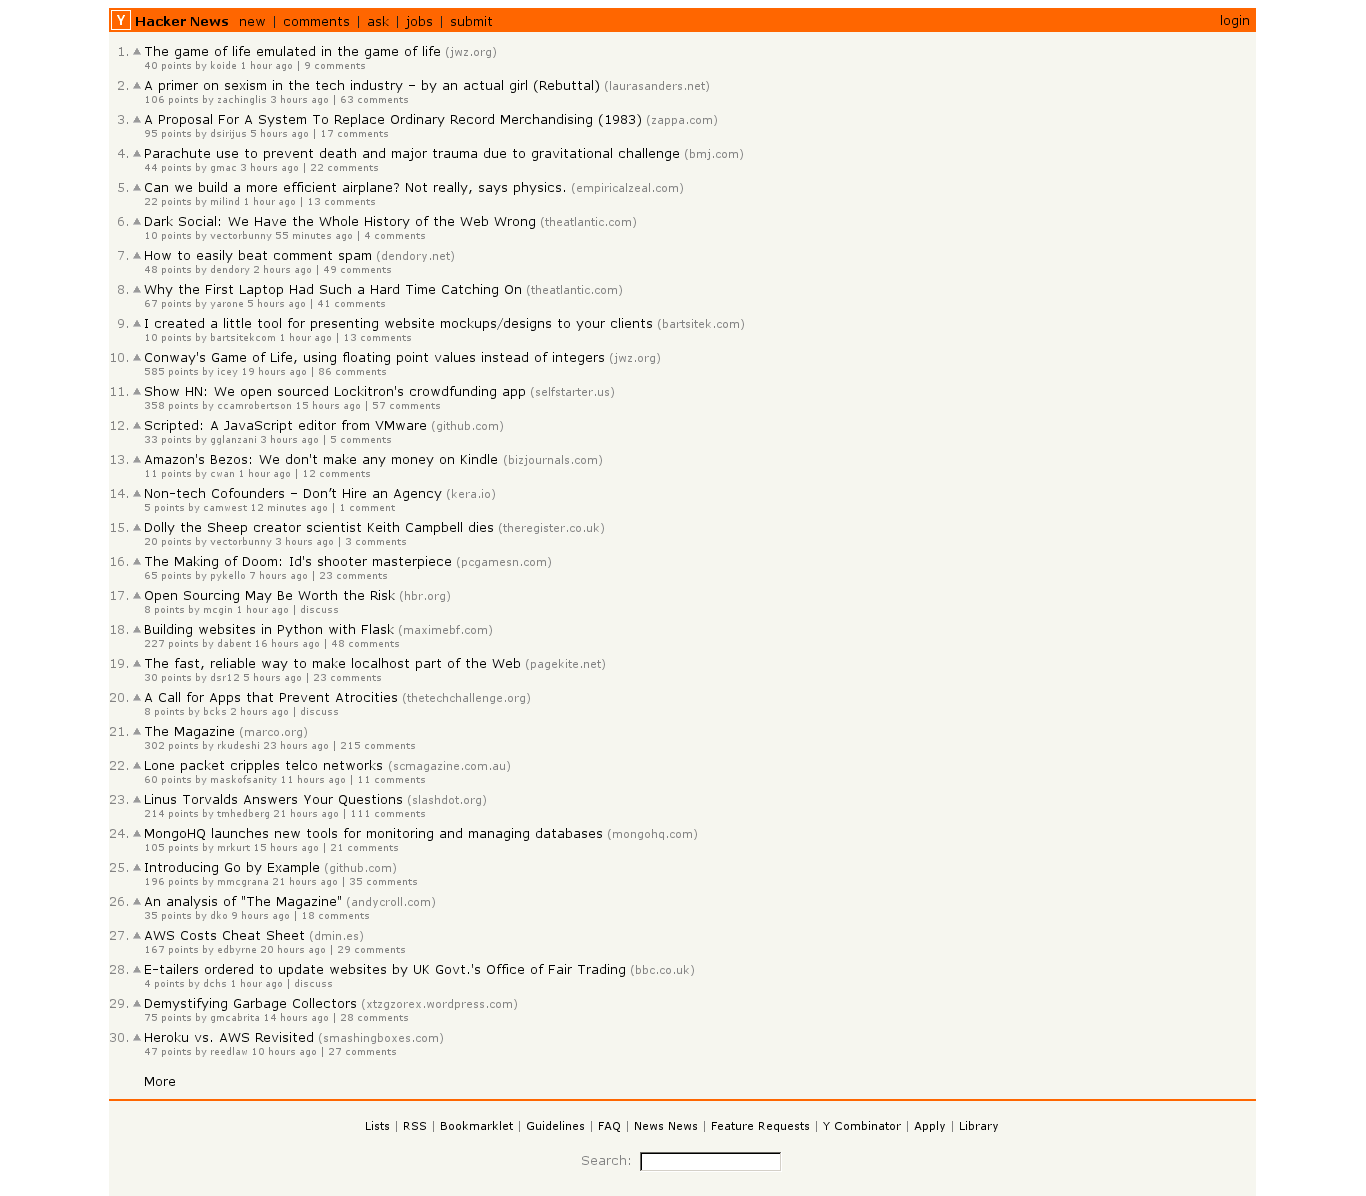 Y Hacker News new | comments | ask | jobs | submit login
1. The game of life emulated in the game of life (jwz.org)
40 points by koide 1 hour ago | 9 comments
2. A primer on sexism in the tech industry – by an actual girl (Rebuttal) (laurasanders.net)
106 points by zachinglis 3 hours ago | 63 comments
3. A Proposal For A System To Replace Ordinary Record Merchandising (1983) (zappa.com)
95 points by dsirijus 5 hours ago | 17 comments
4. Parachute use to prevent death and major trauma due to gravitational challenge (bmj.com)
44 points by gmac 3 hours ago | 22 comments
5. Can we build a more efficient airplane? Not really, says physics. (empiricalzeal.com)
22 points by milind 1 hour ago | 13 comments
6. Dark Social: We Have the Whole History of the Web Wrong (theatlantic.com)
10 points by vectorbunny 55 minutes ago | 4 comments
7. How to easily beat comment spam (dendory.net)
48 points by dendory 2 hours ago | 49 comments
8. Why the First Laptop Had Such a Hard Time Catching On (theatlantic.com)
67 points by yarone 5 hours ago | 41 comments
9. I created a little tool for presenting website mockups/designs to your clients (bartsitek.com)
10 points by bartsitekcom 1 hour ago | 13 comments
10. Conway's Game of Life, using floating point values instead of integers (jwz.org)
585 points by icey 19 hours ago | 86 comments
11. Show HN: We open sourced Lockitron's crowdfunding app (selfstarter.us)
358 points by ccamrobertson 15 hours ago | 57 comments
12. Scripted: A JavaScript editor from VMware (github.com)
33 points by gglanzani 3 hours ago | 5 comments
13. Amazon's Bezos: We don't make any money on Kindle (bizjournals.com)
11 points by cwan 1 hour ago | 12 comments
14. Non-tech Cofounders – Don’t Hire an Agency (kera.io)
5 points by camwest 12 minutes ago | 1 comment
15. Dolly the Sheep creator scientist Keith Campbell dies (theregister.co.uk)
20 points by vectorbunny 3 hours ago | 3 comments
16. The Making of Doom: Id's shooter masterpiece (pcgamesn.com)
65 points by pykello 7 hours ago | 23 comments
17. Open Sourcing May Be Worth the Risk (hbr.org)
8 points by mcgin 1 hour ago | discuss
18. Building websites in Python with Flask (maximebf.com)
227 points by dabent 16 hours ago | 48 comments
19. The fast, reliable way to make localhost part of the Web (pagekite.net)
30 points by dsr12 5 hours ago | 23 comments
20. A Call for Apps that Prevent Atrocities (thetechchallenge.org)
8 points by bcks 2 hours ago | discuss
21. The Magazine (marco.org)
302 points by rkudeshi 23 hours ago | 215 comments
22. Lone packet cripples telco networks (scmagazine.com.au)
60 points by maskofsanity 11 hours ago | 11 comments
23. Linus Torvalds Answers Your Questions (slashdot.org)
214 points by tmhedberg 21 hours ago | 111 comments
24. MongoHQ launches new tools for monitoring and managing databases (mongohq.com)
105 points by mrkurt 15 hours ago | 21 comments
25. Introducing Go by Example (github.com)
196 points by mmcgrana 21 hours ago | 35 comments
26. An analysis of "The Magazine" (andycroll.com)
35 points by dko 9 hours ago | 18 comments
27. AWS Costs Cheat Sheet (dmin.es)
167 points by edbyrne 20 hours ago | 29 comments
28. E-tailers ordered to update websites by UK Govt.'s Office of Fair Trading (bbc.co.uk)
4 points by dchs 1 hour ago | discuss
29. Demystifying Garbage Collectors (xtzgzorex.wordpress.com)
75 points by gmcabrita 14 hours ago | 28 comments
30. Heroku vs. AWS Revisited (smashingboxes.com)
47 points by reedlaw 10 hours ago | 27 comments
More
Lists | RSS | Bookmarklet | Guidelines | FAQ | News News | Feature Requests | Y Combinator | Apply | Library
Search: